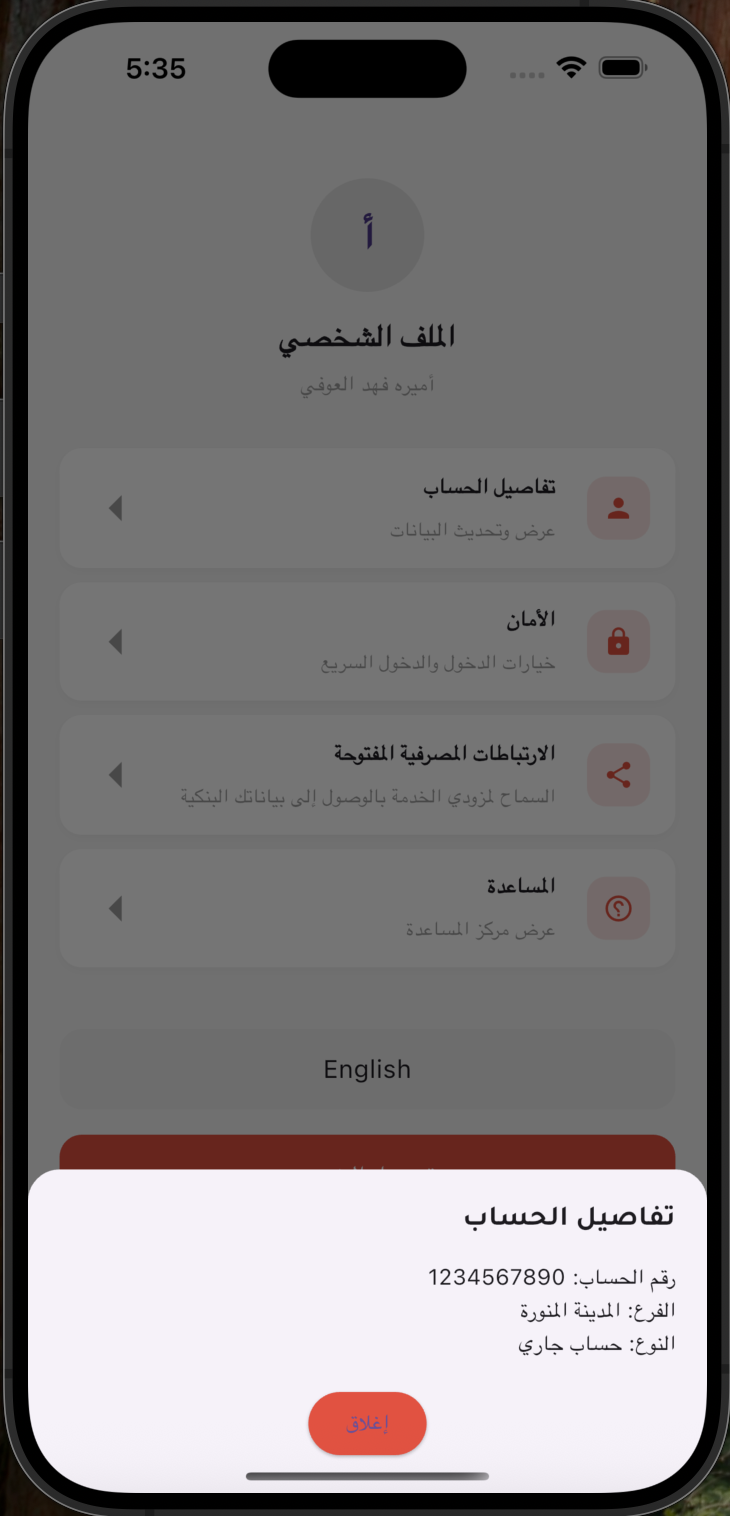 5:35
أ
الملف الشخصي
أميره فهد العوفي
تفاصيل الحساب
عرض وتحديث البيانات
الأمان
خيارات الدخول والدخول السريع
الارتباطات المصرفية المفتوحة
السماح لمزودي الخدمة بالوصول إلى بياناتك البنكية
المساعدة
عرض مركز المساعدة
English
تفاصيل الحساب
رقم الحساب: 1234567890
الفرع: المدينة المنورة
النوع: حساب جاري
إغلاق